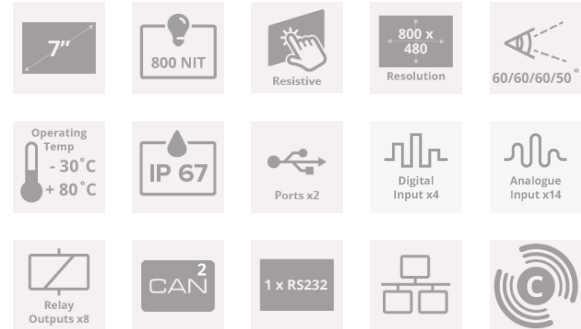 7”
800 NIT
Resistive
800 x
480
Resolution
60/60/60/50°
Operating
Temp
- 30°C
+ 80°C
IP 67
Ports x2
Digital
Input x4
Analogue
Input x14
Relay
Outputs x8
CAN 2
1 x RS232
C